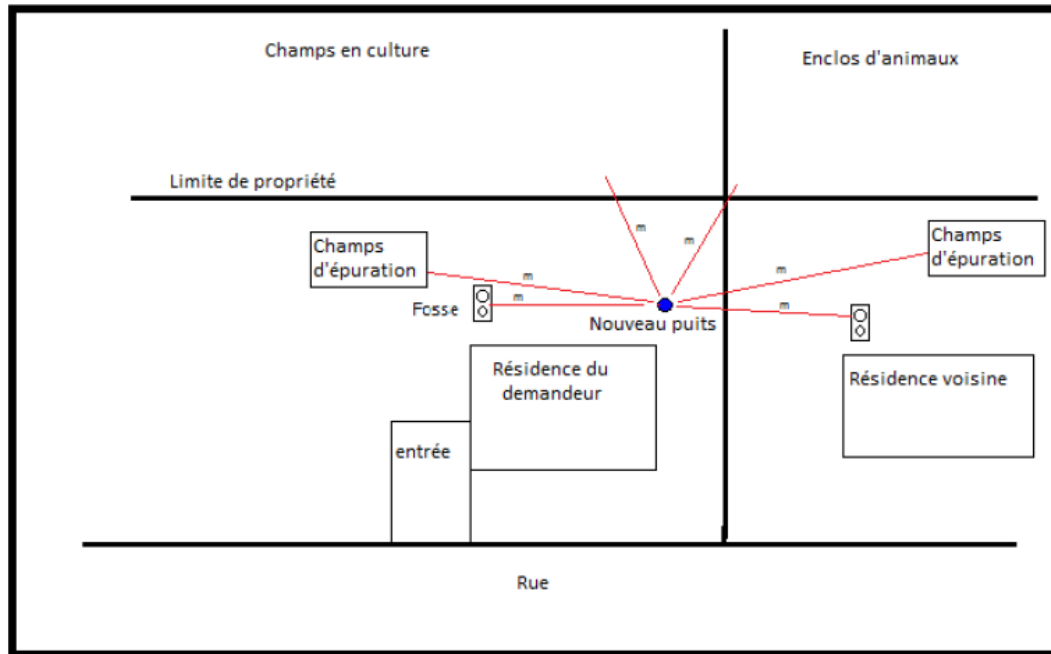 Champs en culture
Enclos d'animaux
Limite de propriété
Champs
d'épuration
Champs
d'épuration
m
m
m
m
Fosse
m
m
Nouveau puits
Résidence du
demandeur
Résidence voisine
entrée
Rue